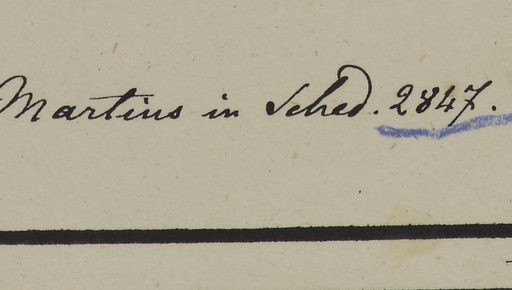 Martius in Sched. 2847.